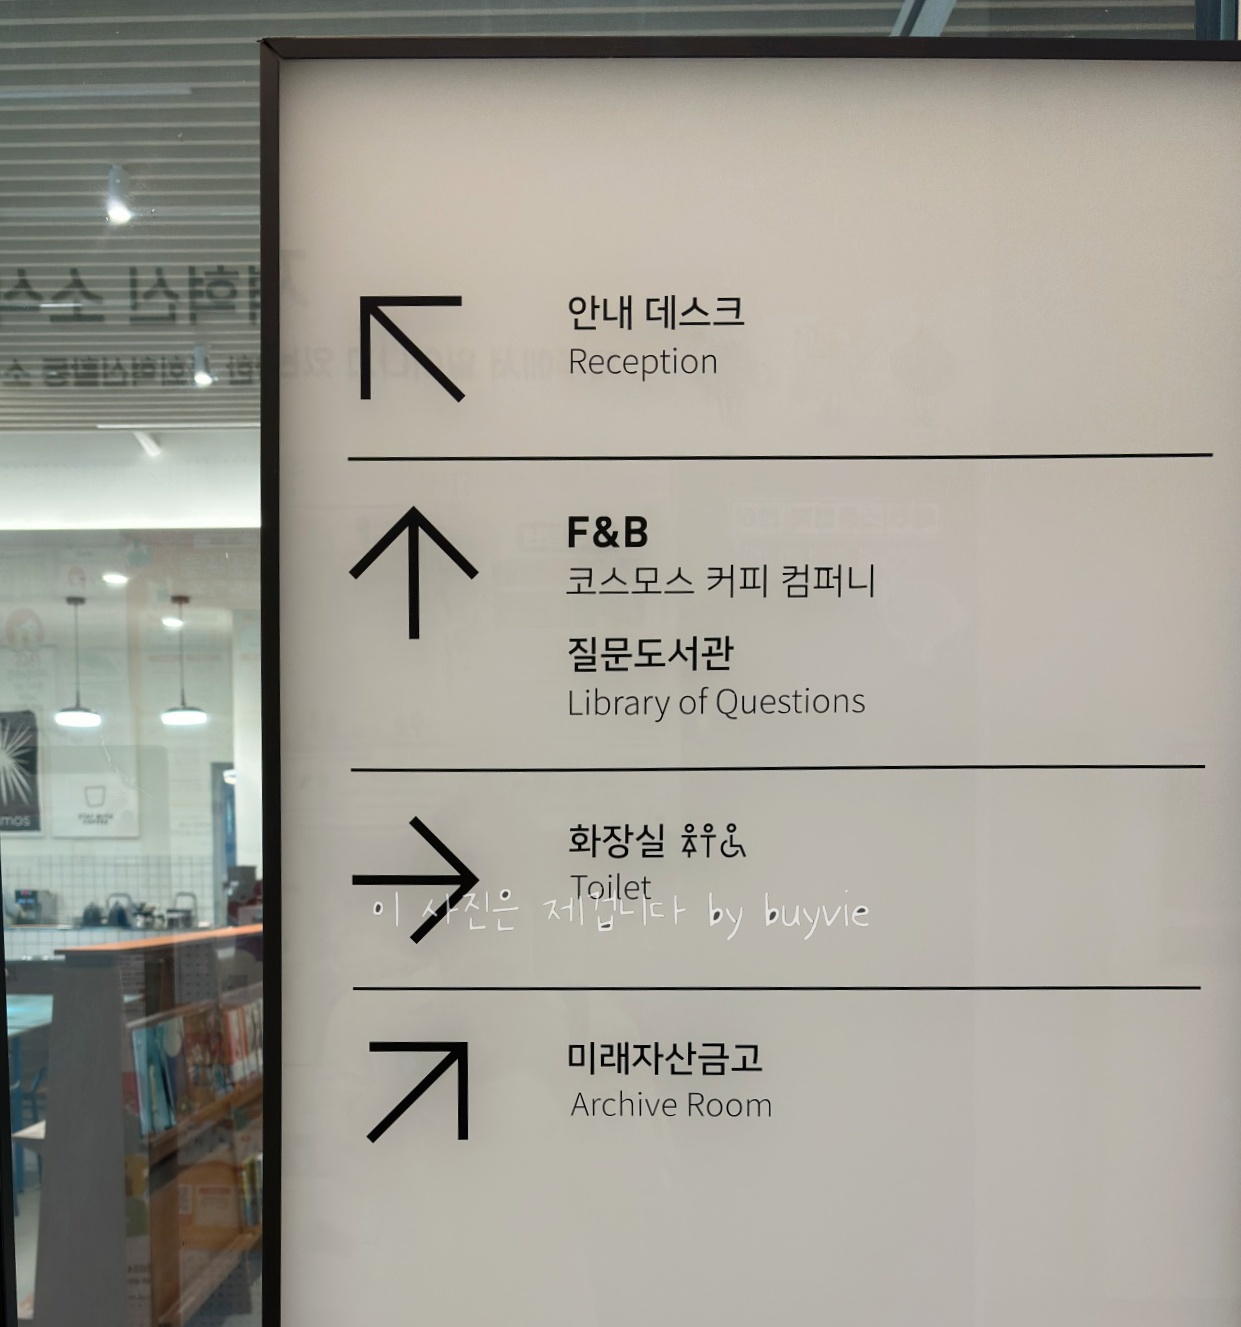 안내 데스크
Reception
F&B
코스모스 커피 컴퍼니
질문도서관
Library of Questions
화장실
Toilet
이 사진은 제껍니다 by buyvie
미래자산금고
Archive Room